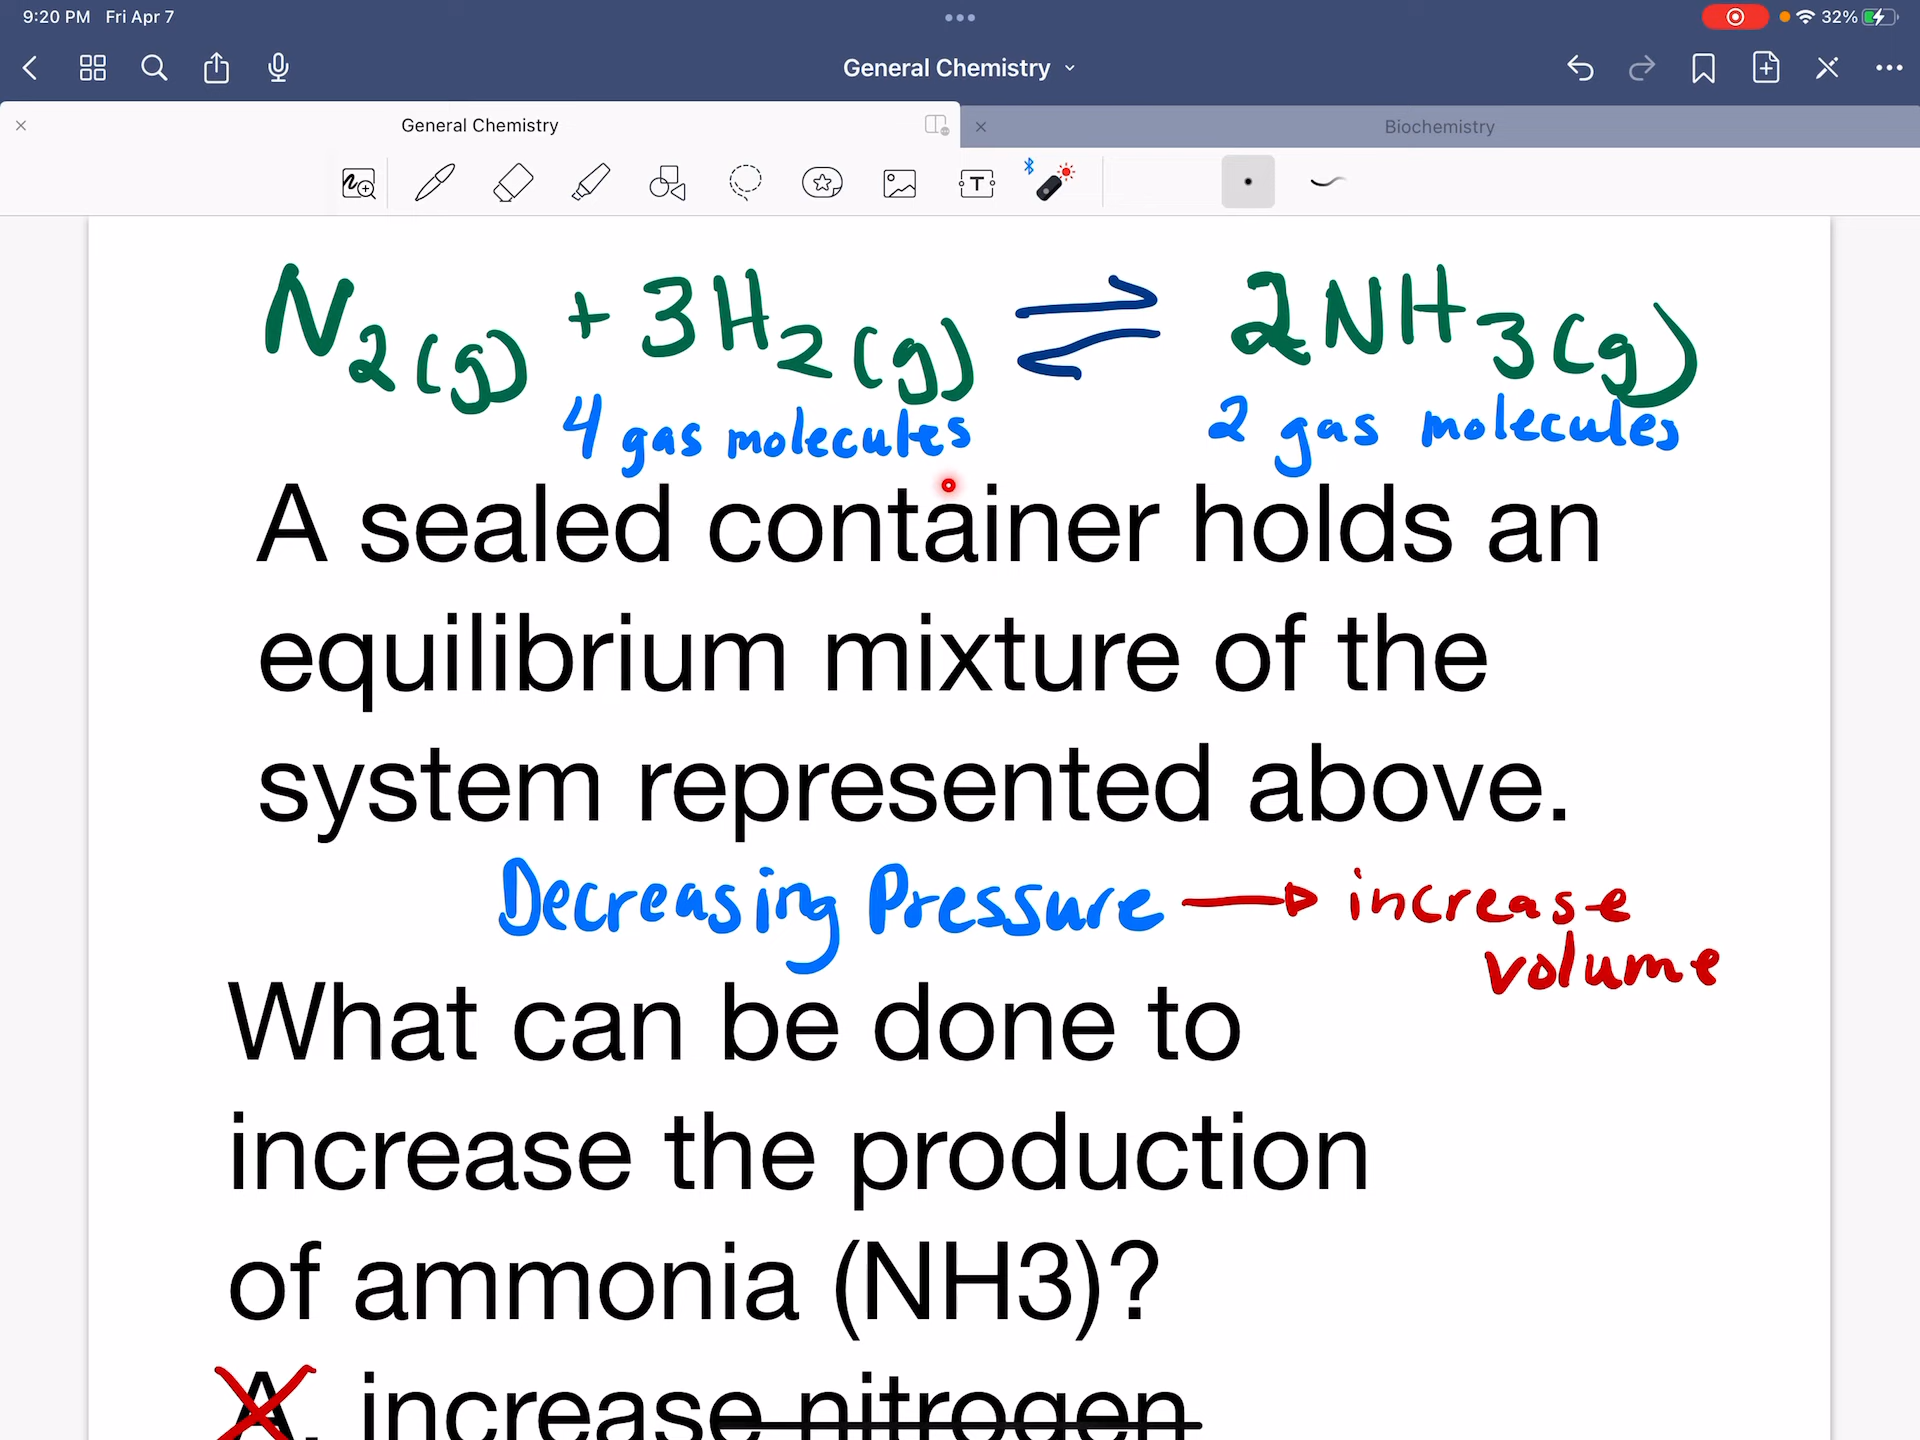 9:20 PM Fri Apr 7
32%
General Chemistry
General Chemistry
Biochemistry
T
N2(g) + 3H2(g) ⇌ 2NH3(g)
4 gas molecules 2 gas molecules
A sealed container holds an
equilibrium mixture of the
system represented above.
Decreasing Pressure → increase
volume
What can be done to
increase the production
of ammonia (NH3)?
A. increase nitrogen